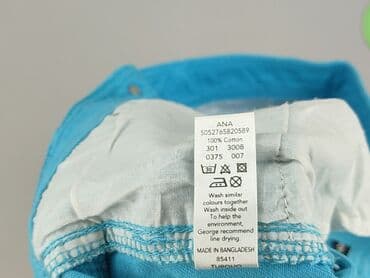 ANA
5052765820589
100% Cotton
301 3008
0375 007
Wash similar
colours together
Wash inside out
To help the
environment,
George recommend
line drying.
MADE IN BANGLADESH
85411